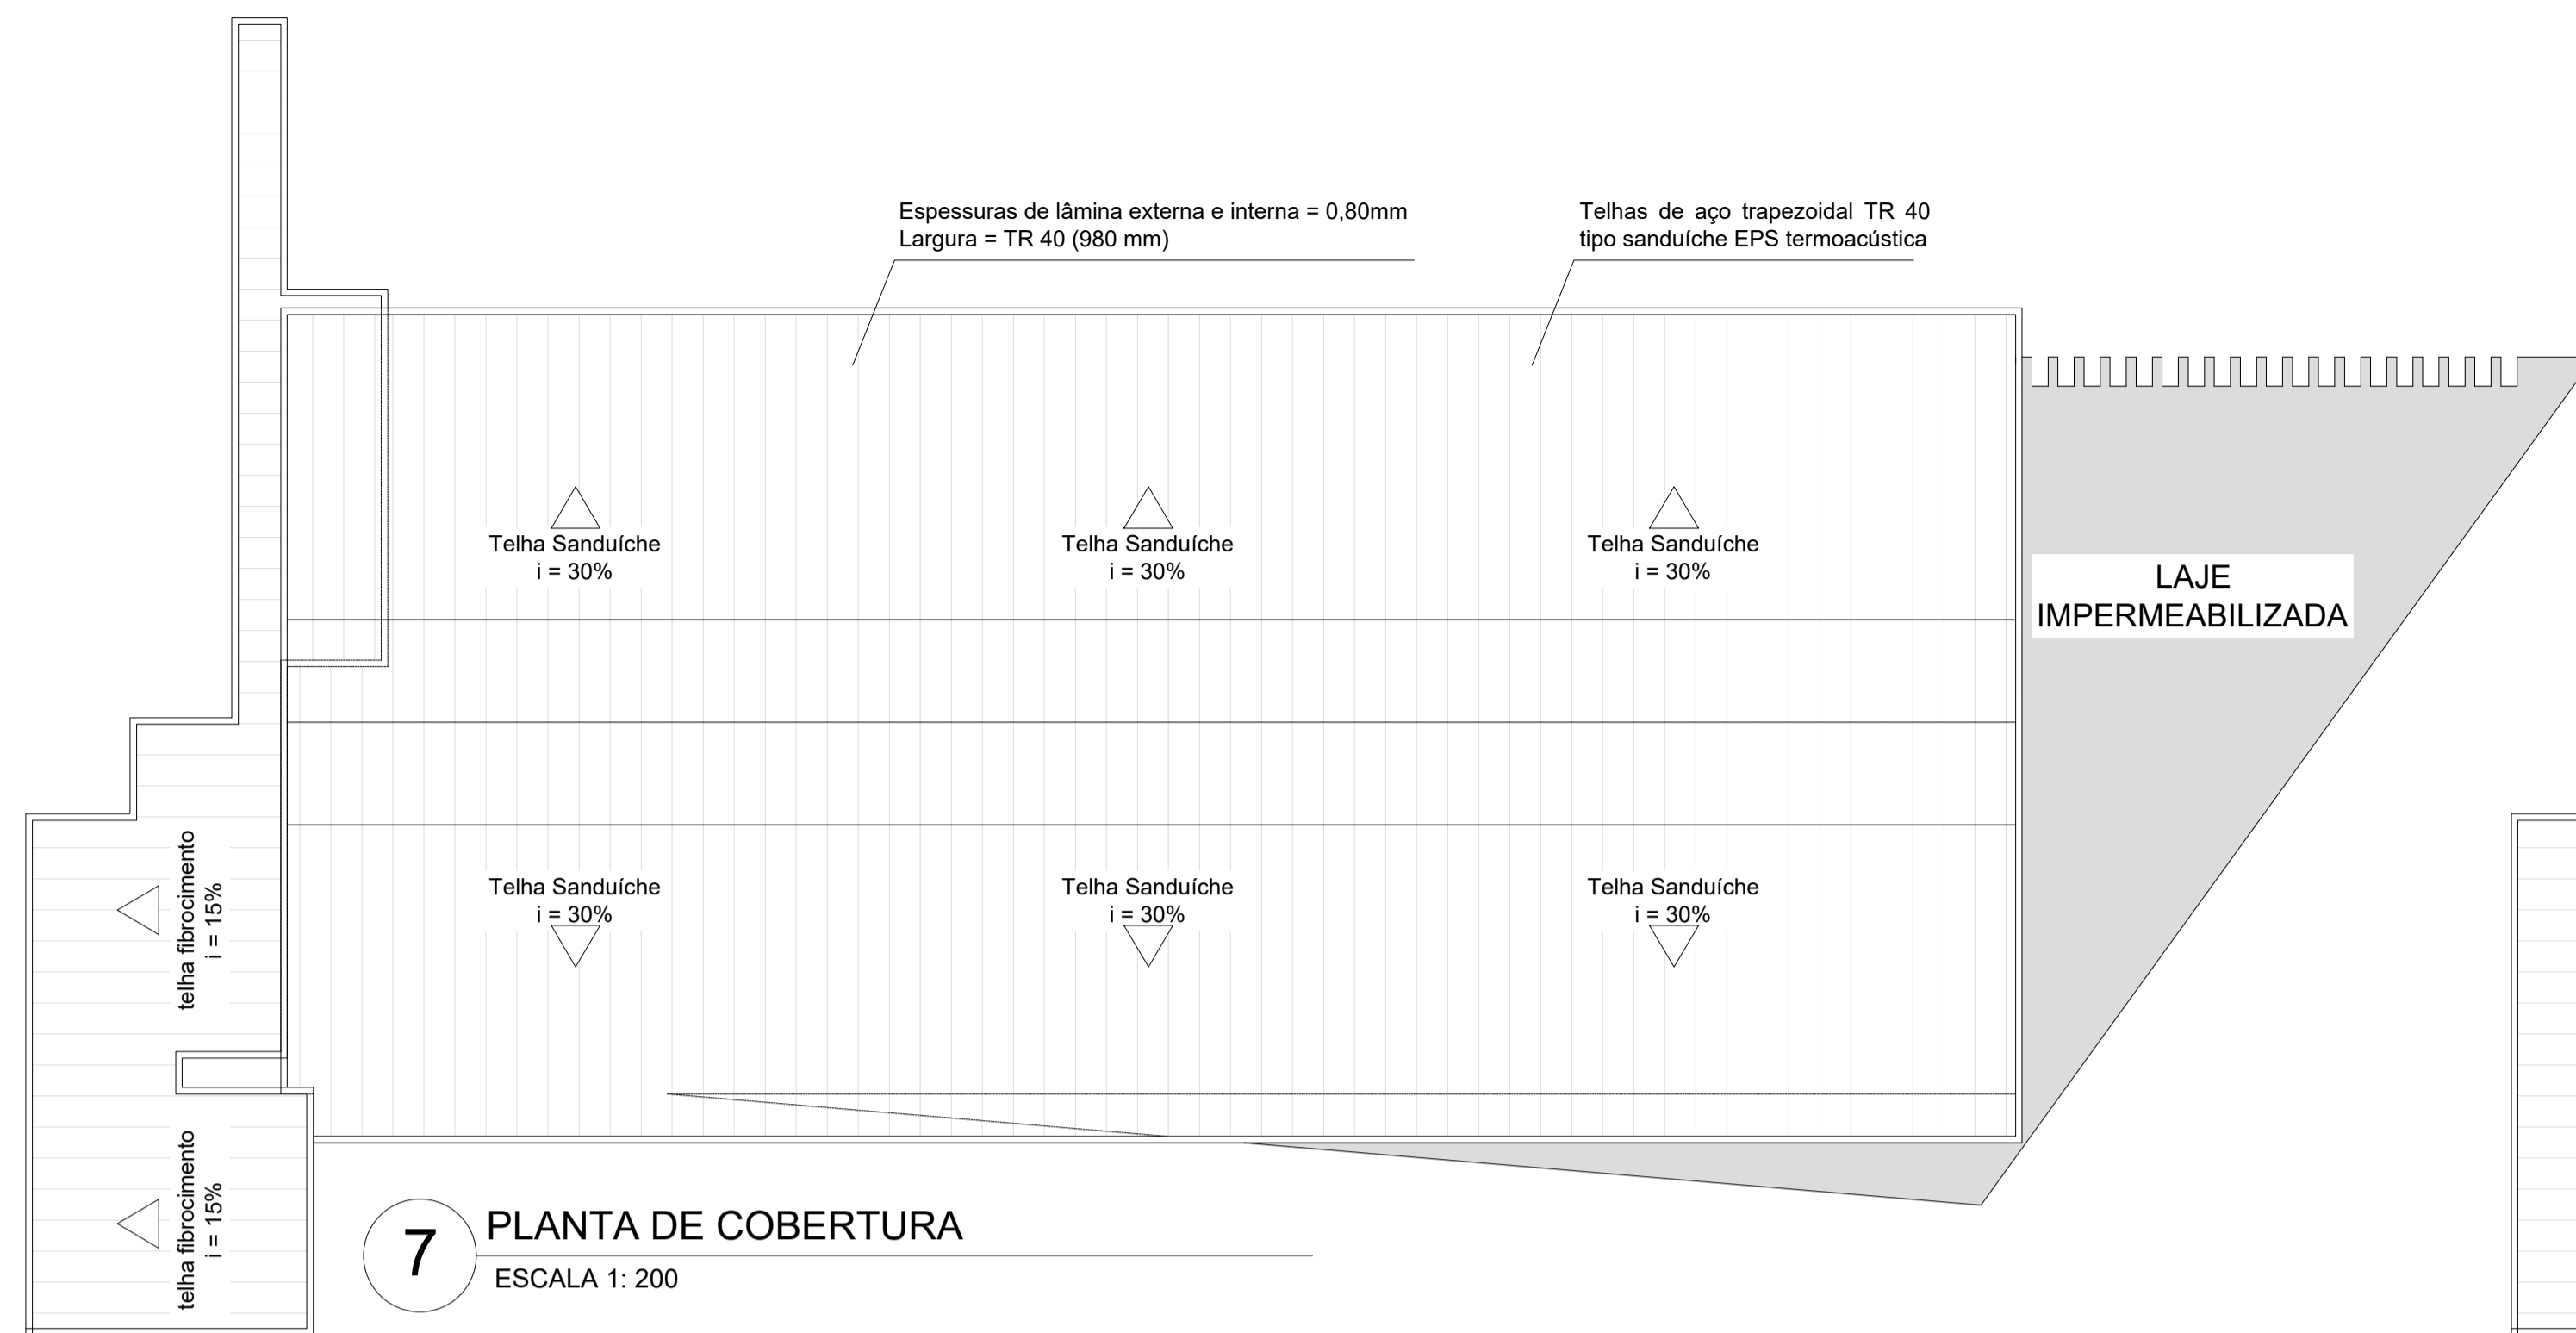 Espessuras de lâmina externa e interna = 0,80mm
Largura = TR 40 (980 mm)
Telhas de aço trapezoidal TR 40
tipo sanduíche EPS termoacústica
Telha Sanduíche
i = 30%
Telha Sanduíche
i = 30%
Telha Sanduíche
i = 30%
LAJE
IMPERMEABILIZADA
telha fibrocimento
i = 15%
Telha Sanduíche
i = 30%
Telha Sanduíche
i = 30%
Telha Sanduíche
i = 30%
telha fibrocimento
i = 15%
7
PLANTA DE COBERTURA
ESCALA 1: 200